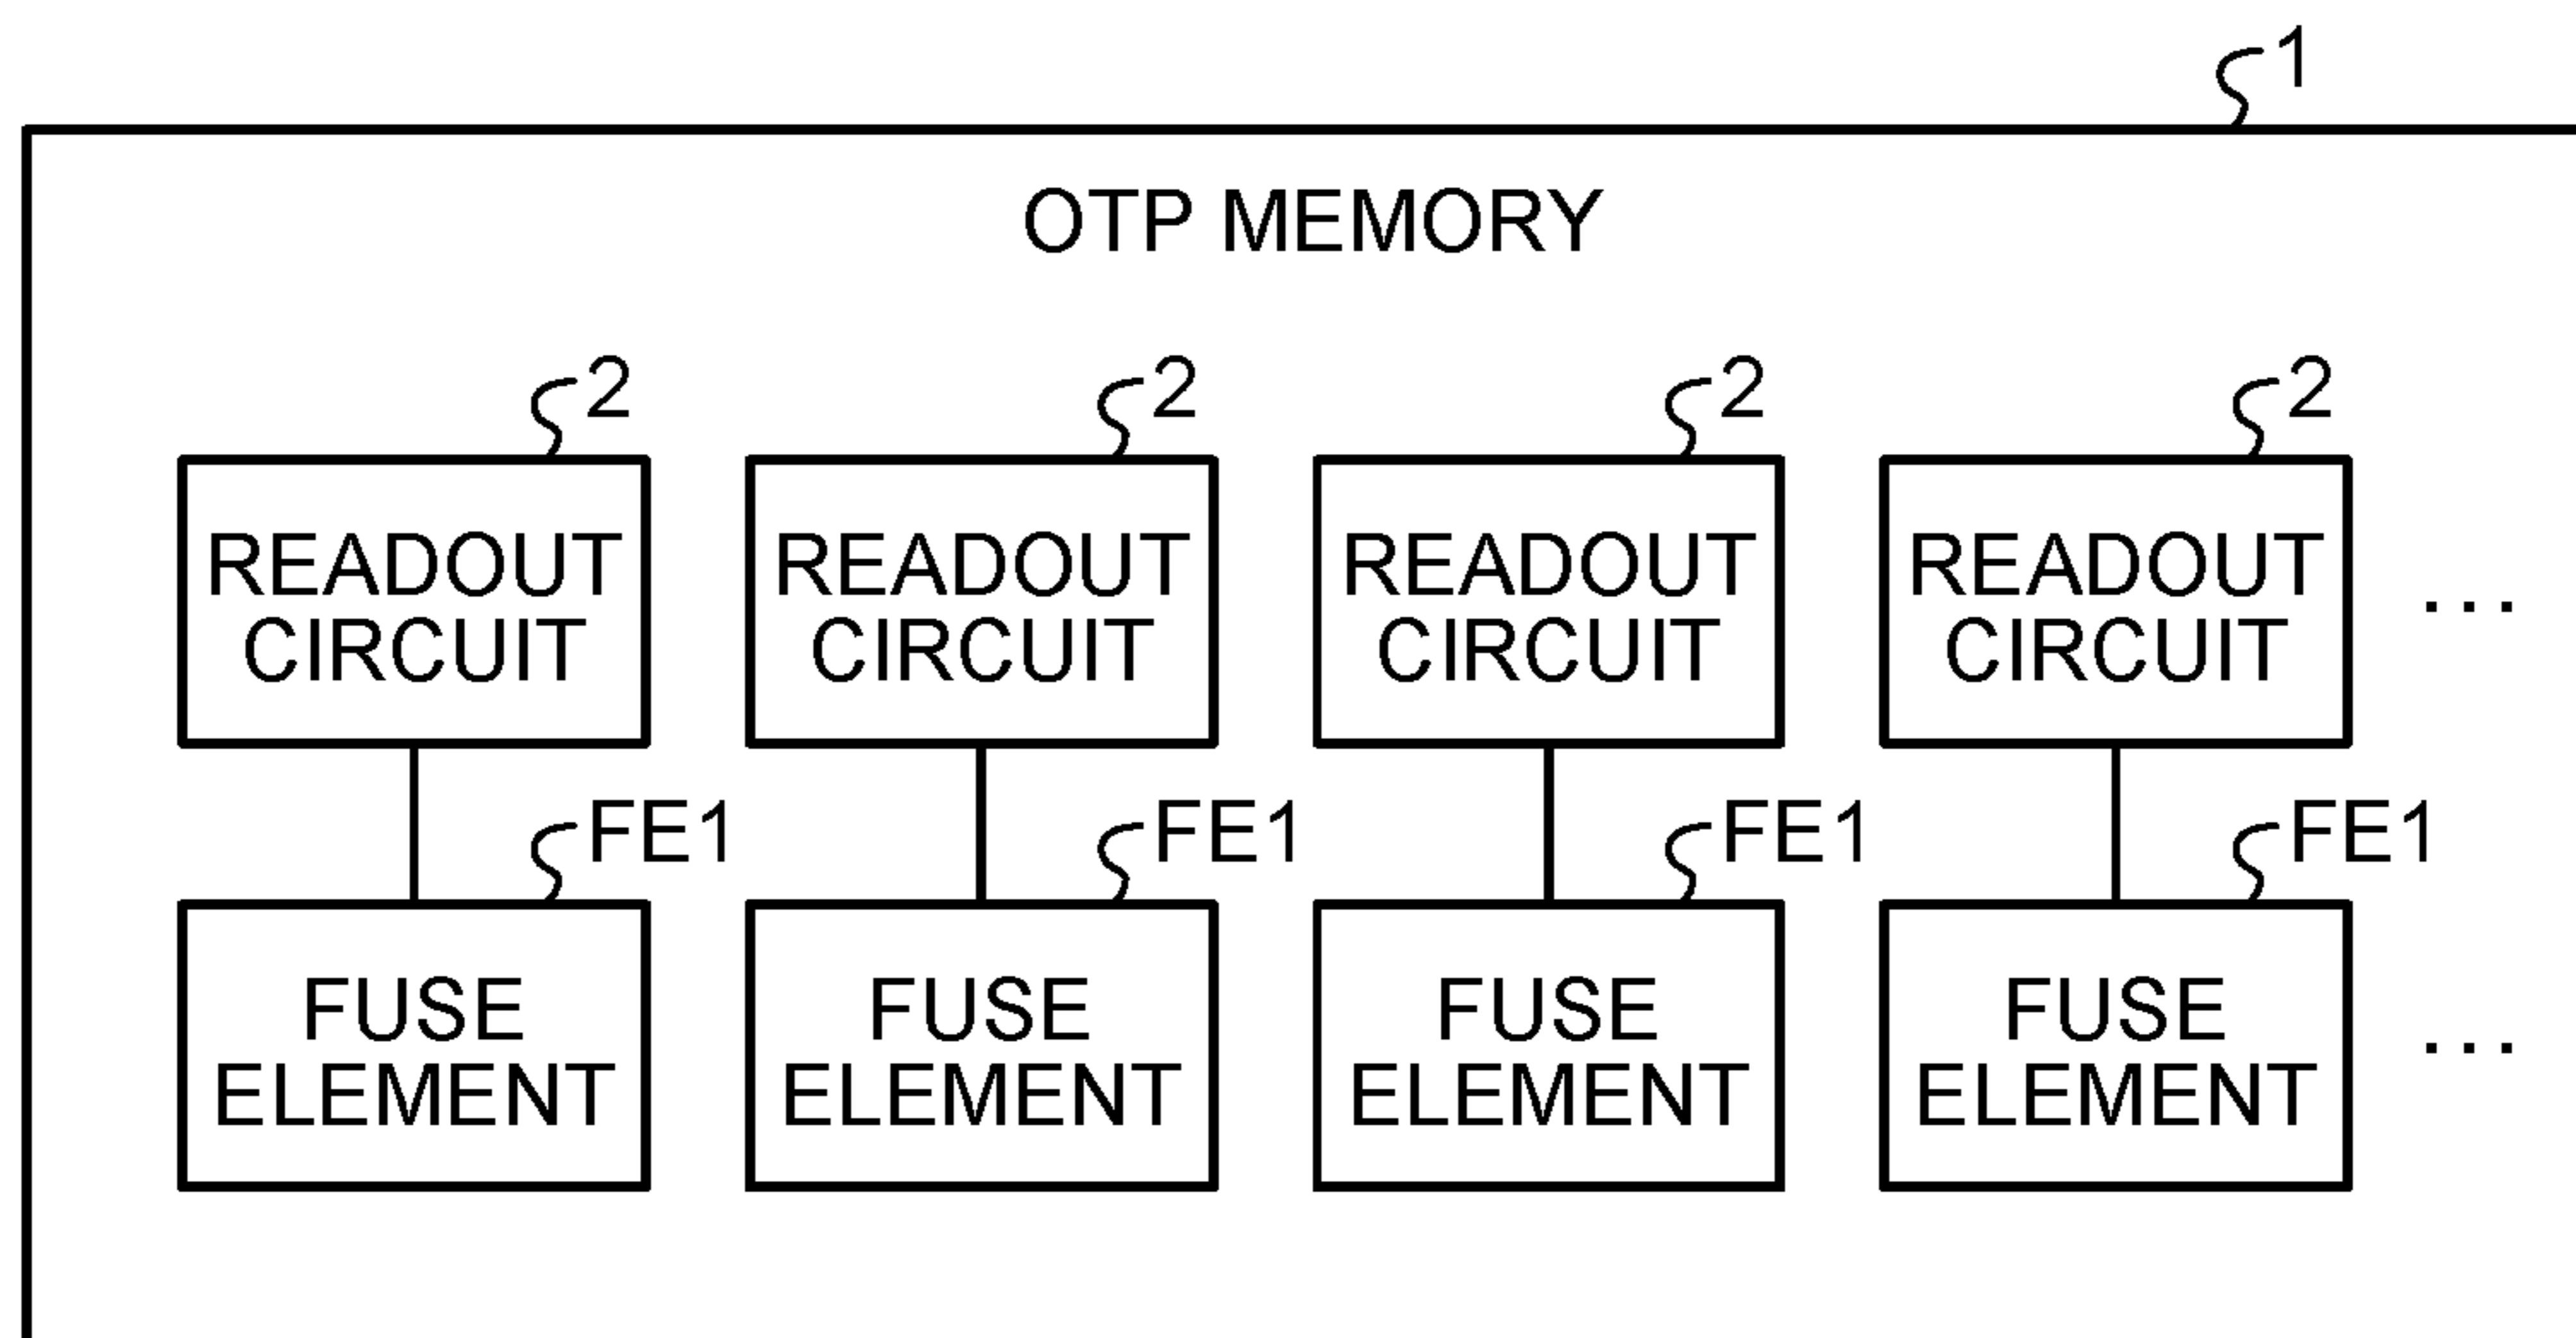 1
OTP MEMORY
2 2 2 2
READOUT READOUT READOUT READOUT
CIRCUIT CIRCUIT CIRCUIT CIRCUIT
...
FE1 FE1 FE1 FE1
FUSE FUSE FUSE FUSE
ELEMENT ELEMENT ELEMENT ELEMENT
...